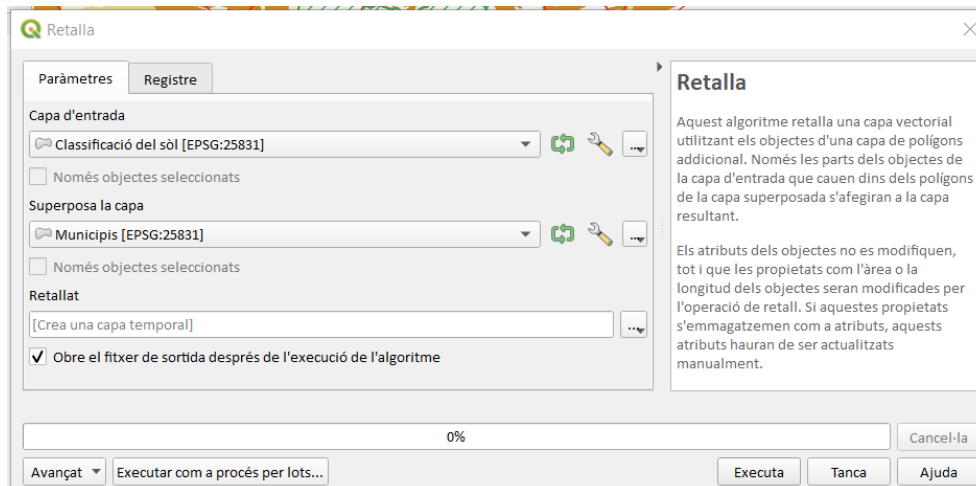 Retalla
Paràmetres
Registre
Capa d'entrada
Classificació del sòl [EPSG:25831]
...
Només objectes seleccionats
Superposa la capa
Municipis [EPSG:25831]
...
Només objectes seleccionats
Retallat
[Crea una capa temporal]
...
Obre el fitxer de sortida després de l'execució de l'algoritme
Retalla
Aquest algoritme retalla una capa vectorial
utilitzant els objectes d'una capa de polígons
addicional. Només les parts dels objectes de
la capa d'entrada que cauen dins dels polígons
de la capa superposada s'afegiran a la capa
resultant.
Els atributs dels objectes no es modifiquen,
tot i que les propietats com l'àrea o la
longitud dels objectes seran modificades per
l'operació de retall. Si aquestes propietats
s'emmagatzemen com a atributs, aquests
atributs hauran de ser actualitzats
manualment.
0%
Cancel·la
Avançat
Executar com a procés per lots...
Executa
Tanca
Ajuda